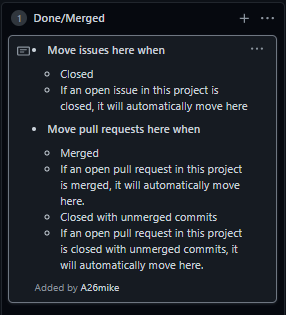 1 Done/Merged
Move issues here when
Closed
If an open issue in this project is
closed, it will automatically move here
Move pull requests here when
Merged
If an open pull request in this project
is merged, it will automatically move
here.
Closed with unmerged commits
If an open pull request in this project
is closed with unmerged commits, it
will automatically move here.
Added by A26mike